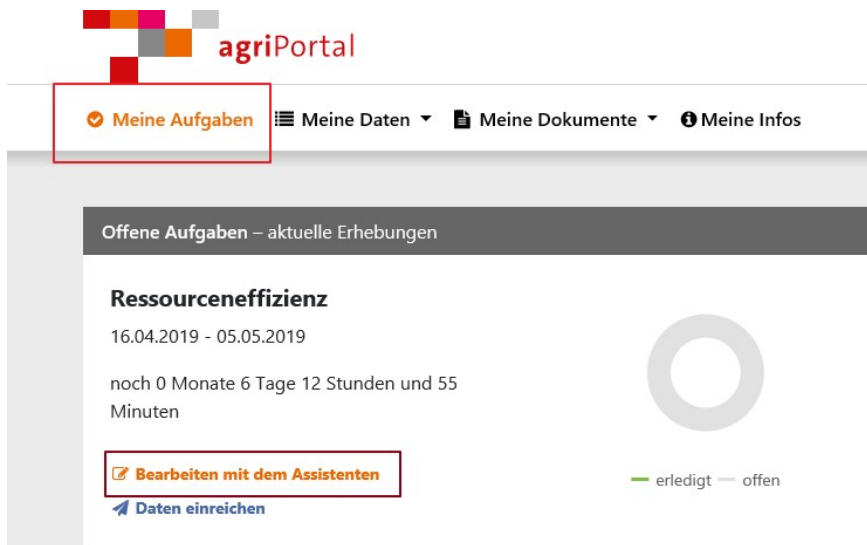 agriPortal
Meine Aufgaben Meine Daten Meine Dokumente Meine Infos
Offene Aufgaben – aktuelle Erhebungen
Ressourceneffizienz
16.04.2019 - 05.05.2019
noch 0 Monate 6 Tage 12 Stunden und 55
Minuten
Bearbeiten mit dem Assistenten
erledigt offen
Daten einreichen